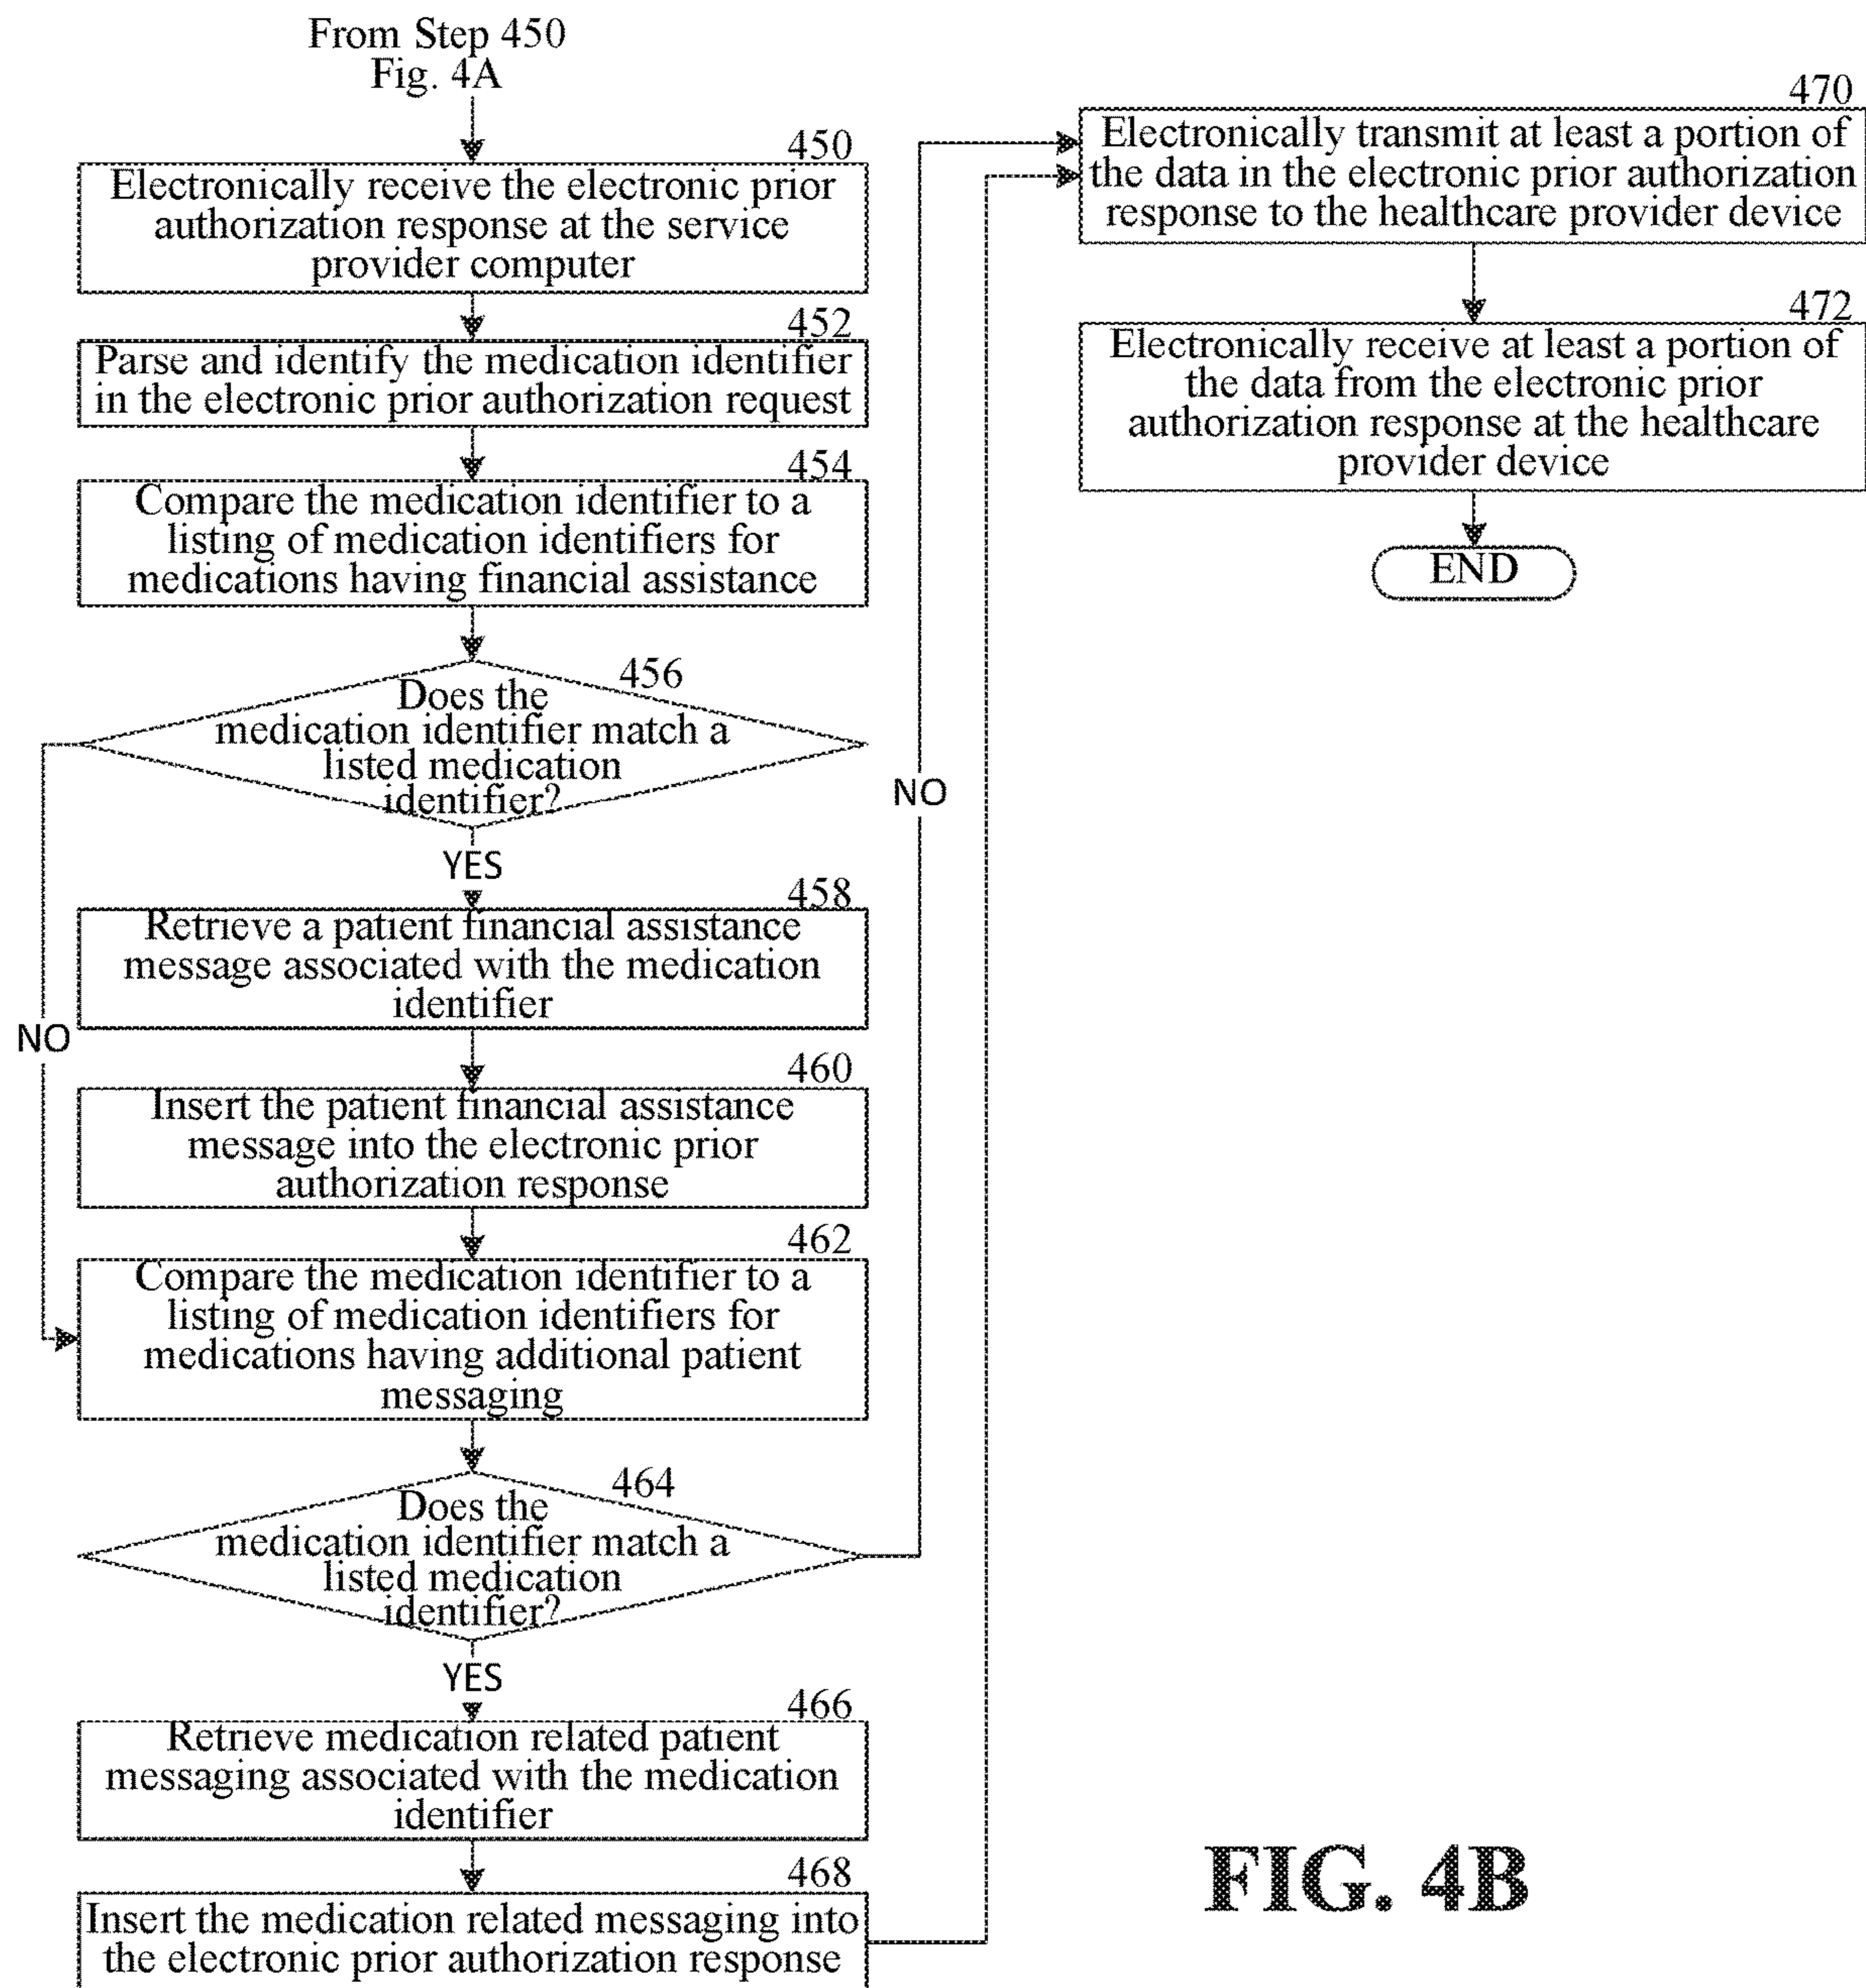 From Step 450
Fig. 4A
450
Electronically receive the electronic prior
authorization response at the service
provider computer
452
Parse and identify the medication identifier
in the electronic prior authorization request
454
Compare the medication identifier to a
listing of medication identifiers for
medications having financial assistance
456
Does the
medication identifier match a
listed medication
identifier?
YES
NO
458
Retrieve a patient financial assistance
message associated with the medication
identifier
460
Insert the patient financial assistance
message into the electronic prior
authorization response
462
Compare the medication identifier to a
listing of medication identifiers for
medications having additional patient
messaging
464
Does the
medication identifier match a
listed medication
identifier?
YES
NO
466
Retrieve medication related patient
messaging associated with the medication
identifier
468
Insert the medication related messaging into
the electronic prior authorization response
470
Electronically transmit at least a portion of
the data in the electronic prior authorization
response to the healthcare provider device
472
Electronically receive at least a portion of
the data from the electronic prior
authorization response at the healthcare
provider device
END
FIG. 4B